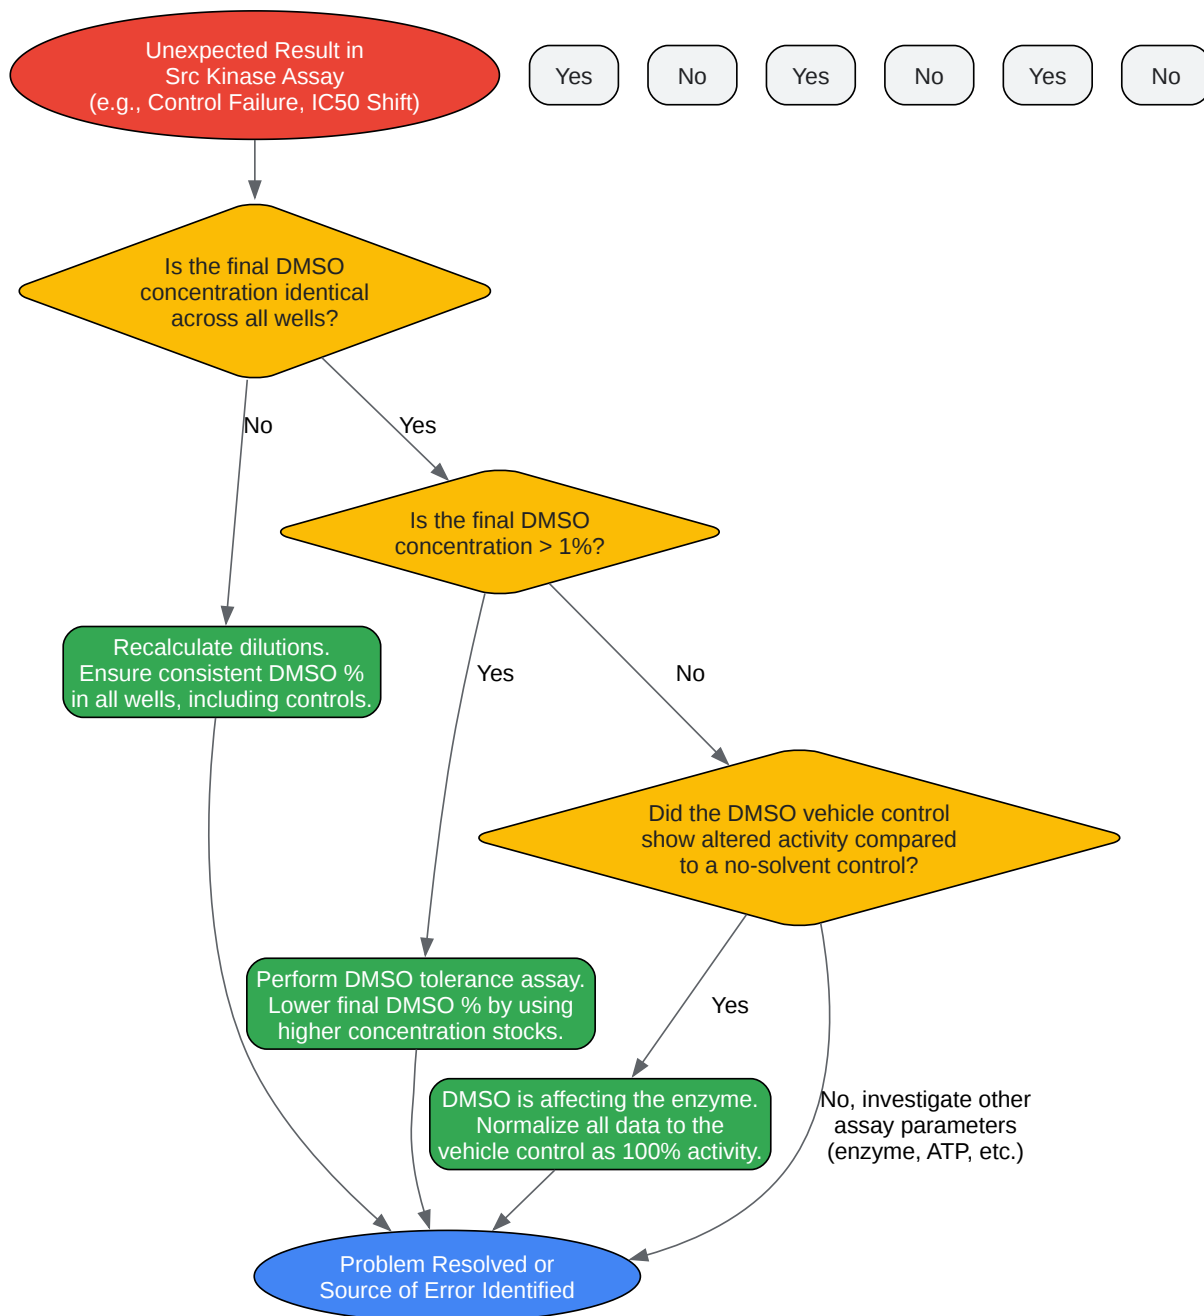 Unexpected Result in
Src Kinase Assay
(e.g., Control Failure, IC50 Shift)
Yes
No
Yes
No
Yes
No
Is the final DMSO
concentration identical
across all wells?
No
Yes
Is the final DMSO
concentration > 1%?
Recalculate dilutions.
Ensure consistent DMSO %
in all wells, including controls.
Yes
No
Did the DMSO vehicle control
show altered activity compared
to a no-solvent control?
Perform DMSO tolerance assay.
Lower final DMSO % by using
higher concentration stocks.
Yes
DMSO is affecting the enzyme.
Normalize all data to the
vehicle control as 100% activity.
No, investigate other
assay parameters
(enzyme, ATP, etc.)
Problem Resolved or
Source of Error Identified